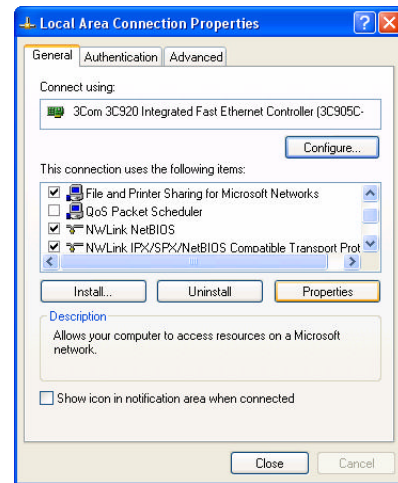 Local Area Connection Properties
General Authentication Advanced
Connect using:
3Com 3C920 Integrated Fast Ethernet Controller (3C905C-
Configure...
This connection uses the following items:
File and Printer Sharing for Microsoft Networks
QoS Packet Scheduler
NWLink NetBIOS
NWLink IPX/SPX/NetBIOS Compatible Transport Prot
Install... Uninstall Properties
Description
Allows your computer to access resources on a Microsoft
network.
Show icon in notification area when connected
Close Cancel